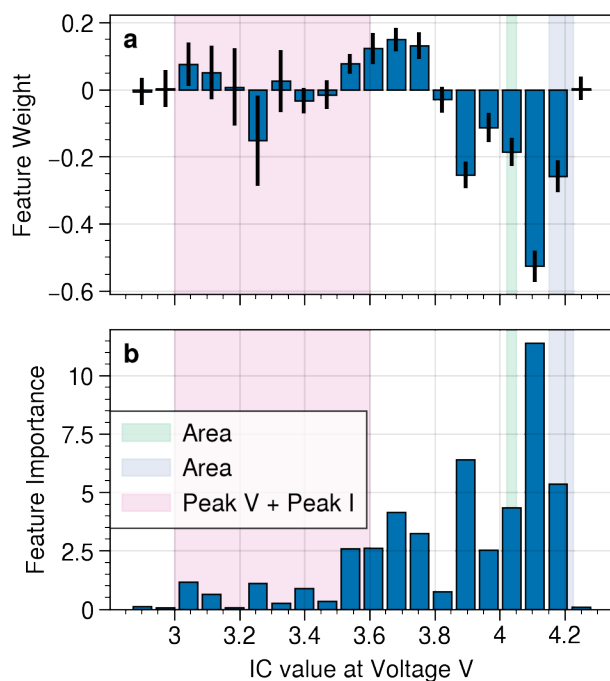 a
0.2
0
−0.2
−0.4
−0.6
Feature Weight
b
10
7.5
5
2.5
0
Feature Importance
Area
Area
Peak V + Peak I
3
3.2
3.4
3.6
3.8
4
4.2
IC value at Voltage V